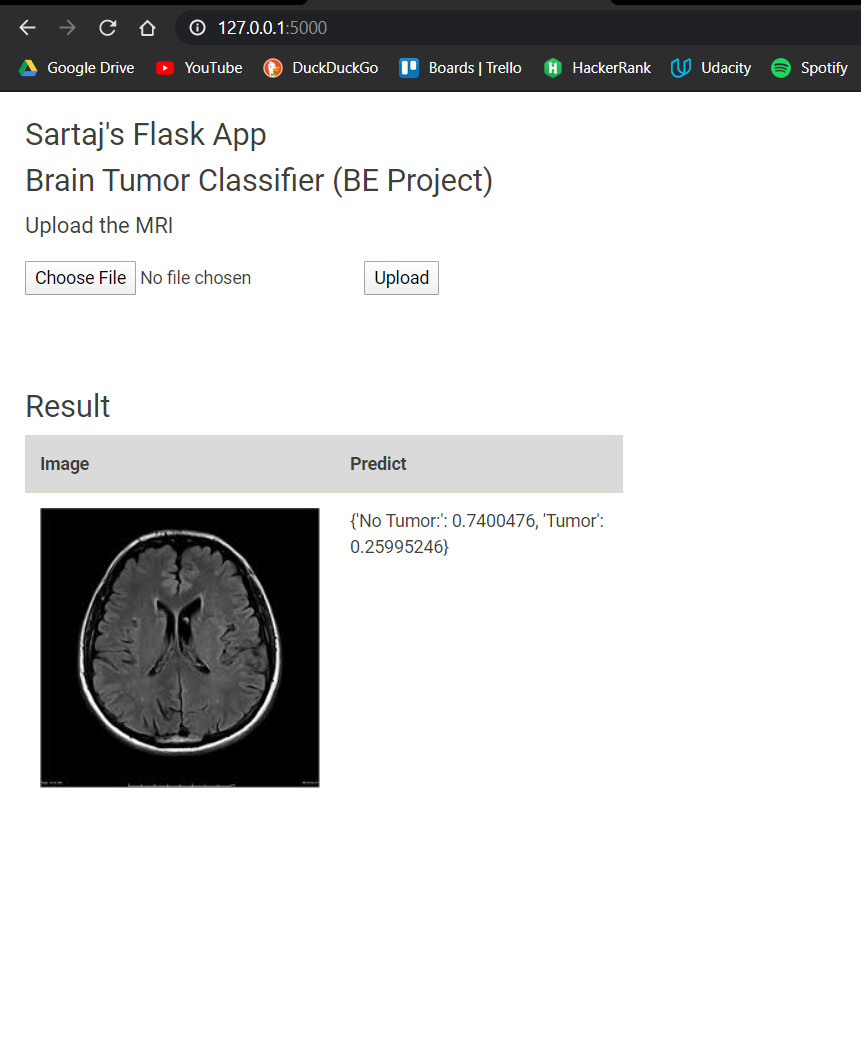 127.0.0.1:5000
Google Drive YouTube DuckDuckGo Boards | Trello HackerRank Udacity Spotify
Sartaj's Flask App
Brain Tumor Classifier (BE Project)
Upload the MRI
Choose File No file chosen Upload
Result
Image Predict
{'No Tumor:': 0.7400476, 'Tumor':
0.25995246}